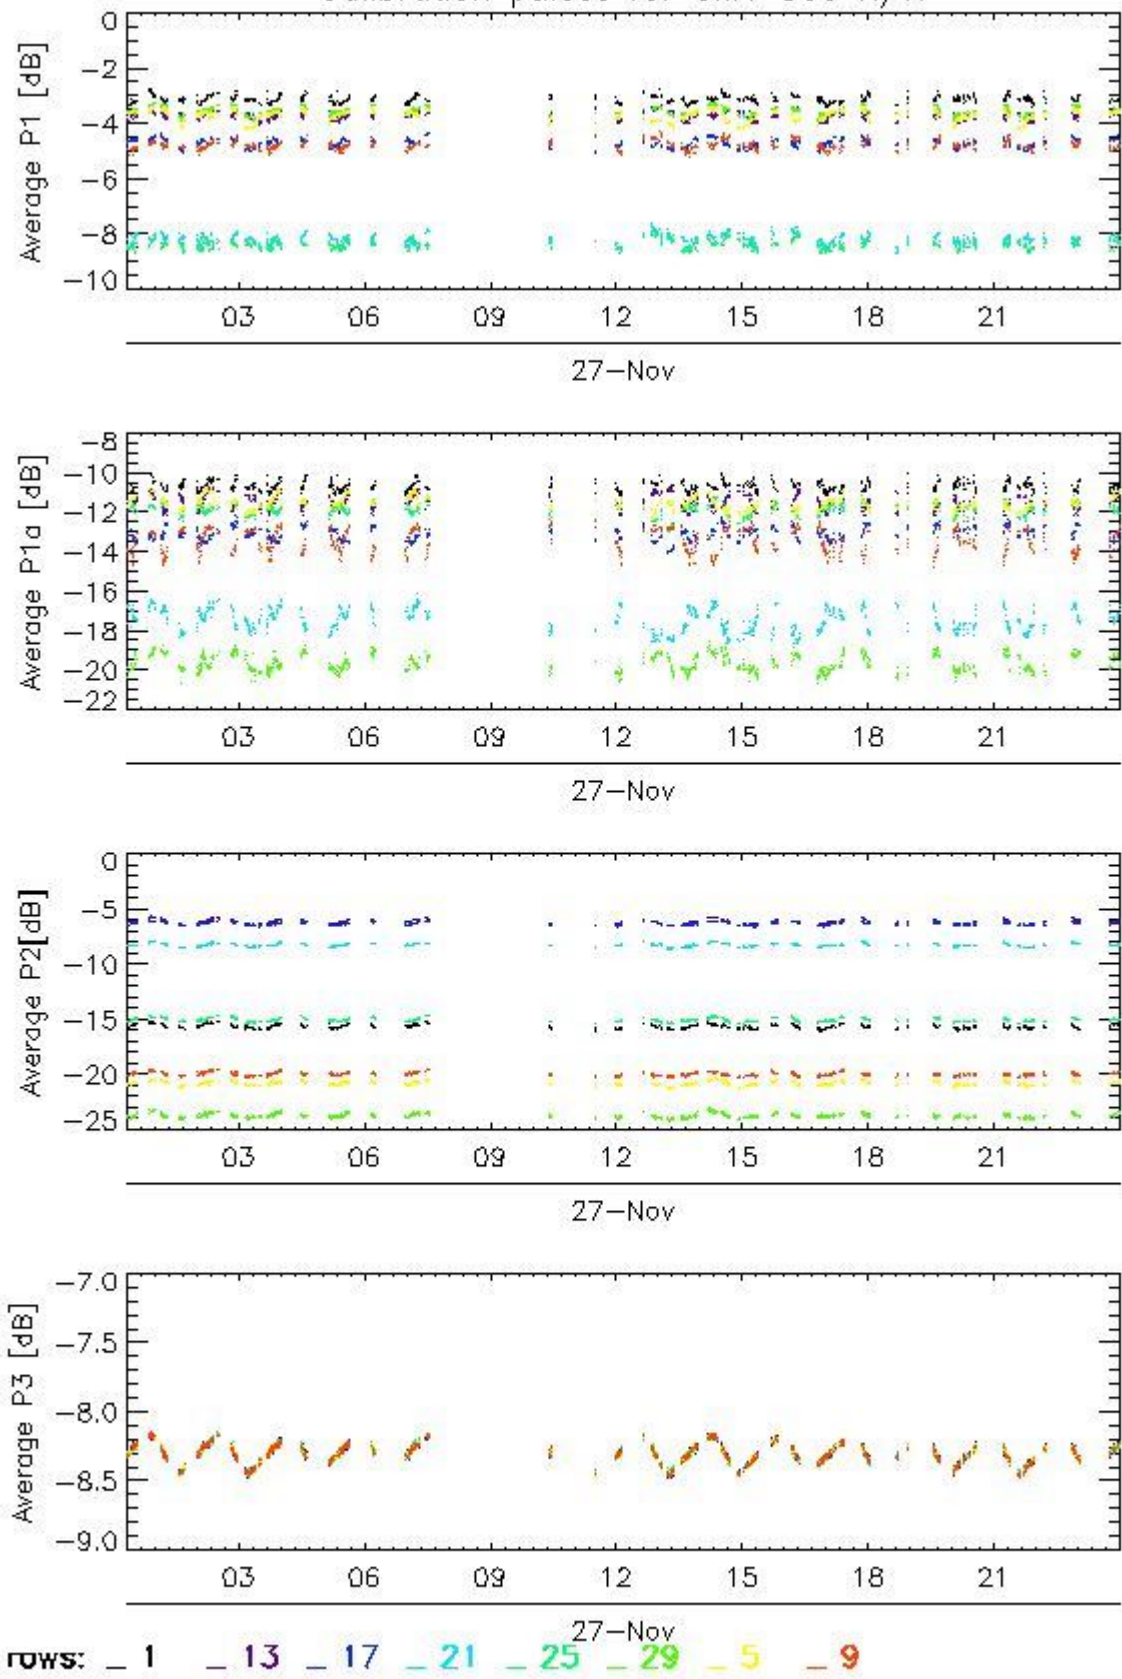 Average P1 [dB]
0
−2
−4
−6
−8
−10
03 06 09 12 15 18 21
27−Nov
Average P1a [dB]
−8
−10
−12
−14
−16
−18
−20
−22
03 06 09 12 15 18 21
27−Nov
Average P2[dB]
0
−5
−10
−15
−20
−25
03 06 09 12 15 18 21
27−Nov
Average P3 [dB]
−7.0
−7.5
−8.0
−8.5
−9.0
03 06 09 12 15 18 21
27−Nov
rows: _ 1 _ 13 _ 17 _ 21 _ 25 _ 29 _ 5 _ 9